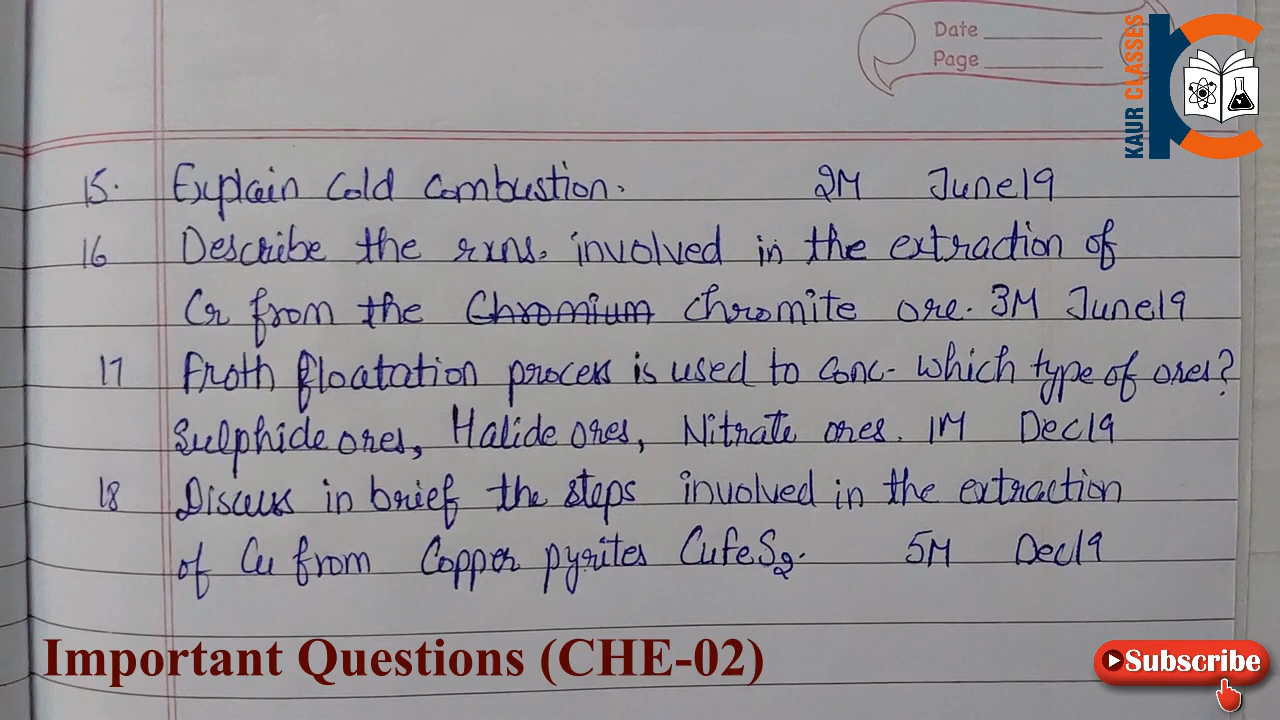 Date
Page
KAUR CLASSES
15. Explain Cold Combustion. 2M June19
16 Describe the rxns. involved in the extraction of
Cr from the Chromium chromite ore. 3M June19
17 Froth floatation process is used to conc. which type of ores?
Sulphide ores, Halide ores, Nitrate ores. 1M Dec19
18 Discuss in brief the steps involved in the extraction
of Cu from Copper pyrites CuFeS2. 5M Dec19
Important Questions (CHE-02)
Subscribe